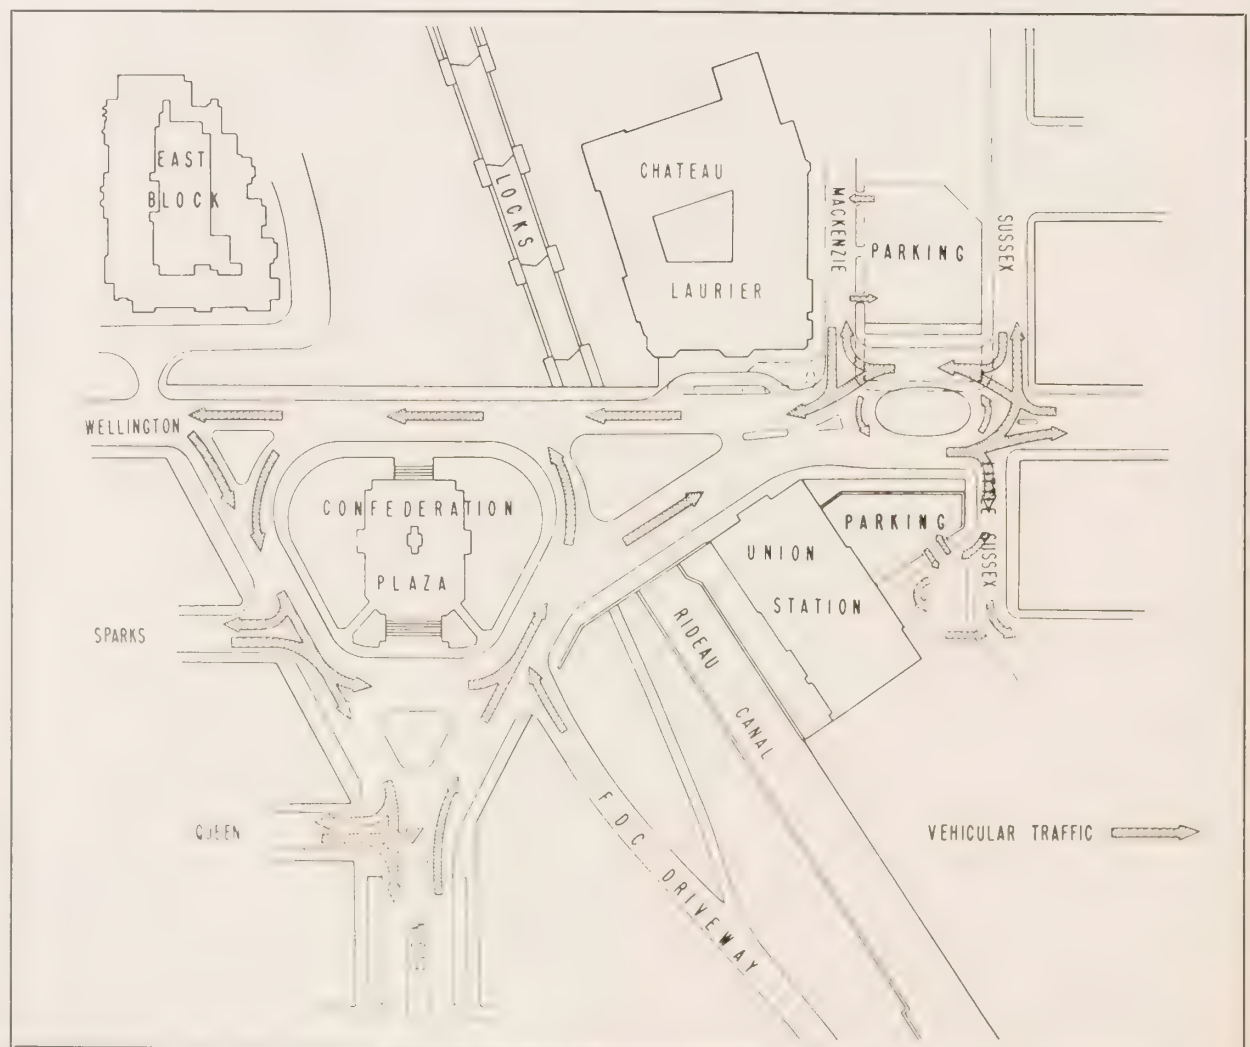 EAST
BLOCK
LOCKS
CHATEAU
LAURIER
MACKENZIE
PARKING
SUSSEX
WELLINGTON
CONFEDERATION
PLAZA
PARKING
UNION
STATION
SUSSEX
SPARKS
RIDEAU
CANAL
QUEEN
F D C DRIVEWAY
VEHICULAR TRAFFIC